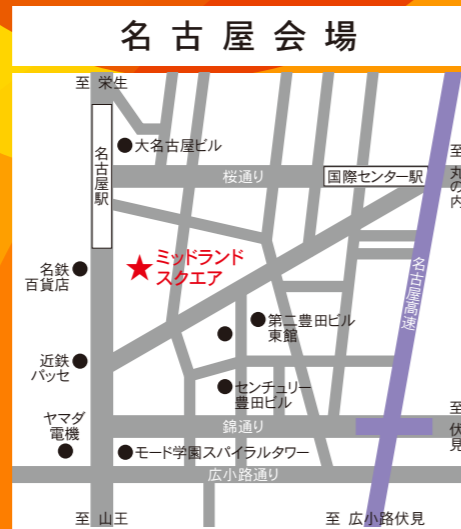 名古屋会場
至 栄生
大名古屋ビル
至
丸の内
名古屋駅
桜通り
国際センター駅
ミッドランド
スクエア
名鉄
百貨店
名古屋高速
第二豊田ビル
東館
近鉄
パッセ
センチュリー
豊田ビル
至
伏見
ヤマダ
電機
錦通り
モード学園スパイラルタワー
広小路通り
至 山王
至 広小路伏見